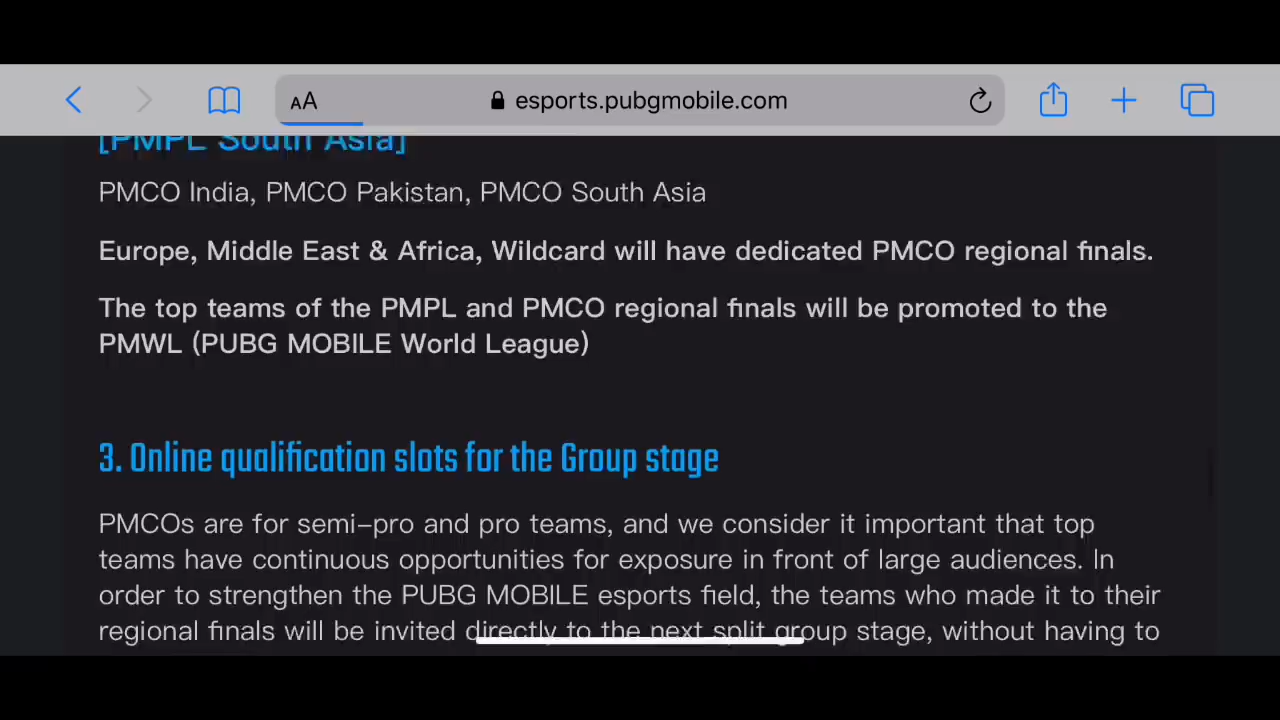 AA
esports.pubgmobile.com
[PMPL South Asia]
PMCO India, PMCO Pakistan, PMCO South Asia
Europe, Middle East & Africa, Wildcard will have dedicated PMCO regional finals.
The top teams of the PMPL and PMCO regional finals will be promoted to the
PMWL (PUBG MOBILE World League)
3. Online qualification slots for the Group stage
PMCOs are for semi-pro and pro teams, and we consider it important that top
teams have continuous opportunities for exposure in front of large audiences. In
order to strengthen the PUBG MOBILE esports field, the teams who made it to their
regional finals will be invited directly to the next split group stage, without having to